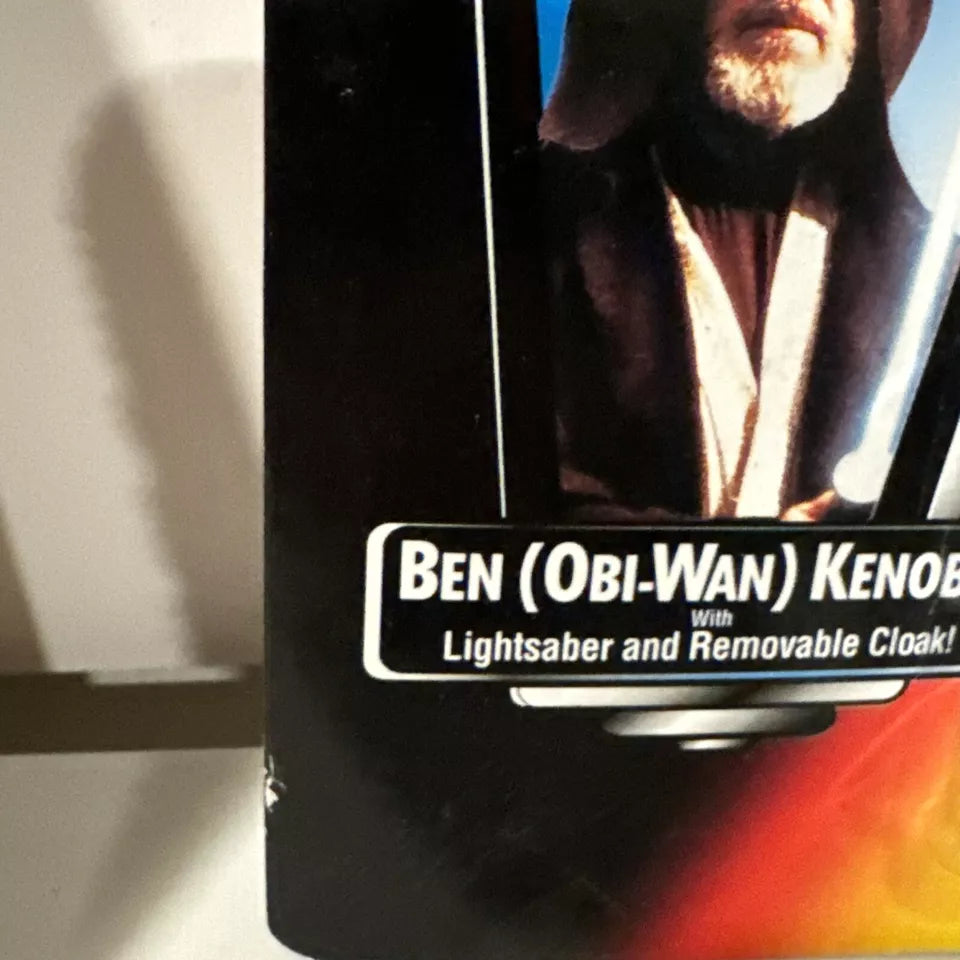 BEN (OBI-WAN) KENOB
With
Lightsaber and Removable Cloak!